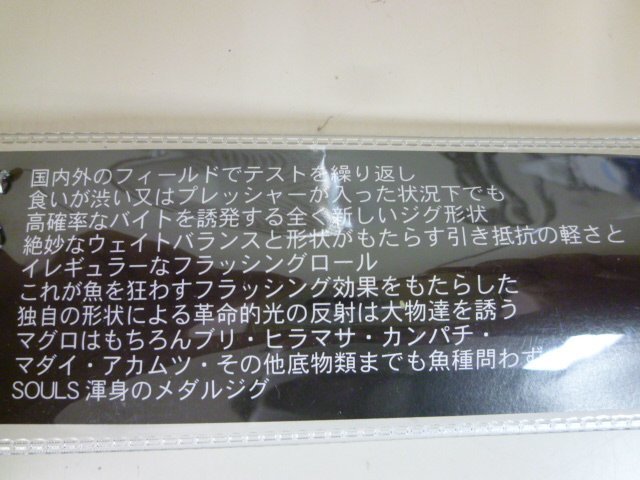 国内外のフィールドでテストを繰り返し
食いが渋い又はプレッシャーが入った状況下でも
高確率なバイトを誘発する全く新しいジグ形状
絶妙なウェイトバランスと形状がもたらす引き抵抗の軽さと
イレギュラーなフラッシングロール
これが魚を狂わすフラッシング効果をもたらした
独自の形状による革命的光の反射は大物達を誘う
マグロはもちろんブリ・ヒラマサ・カンパチ・
マダイ・アカムツ・その他底物類までも魚種問わず
SOULS 渾身のメダルジグ